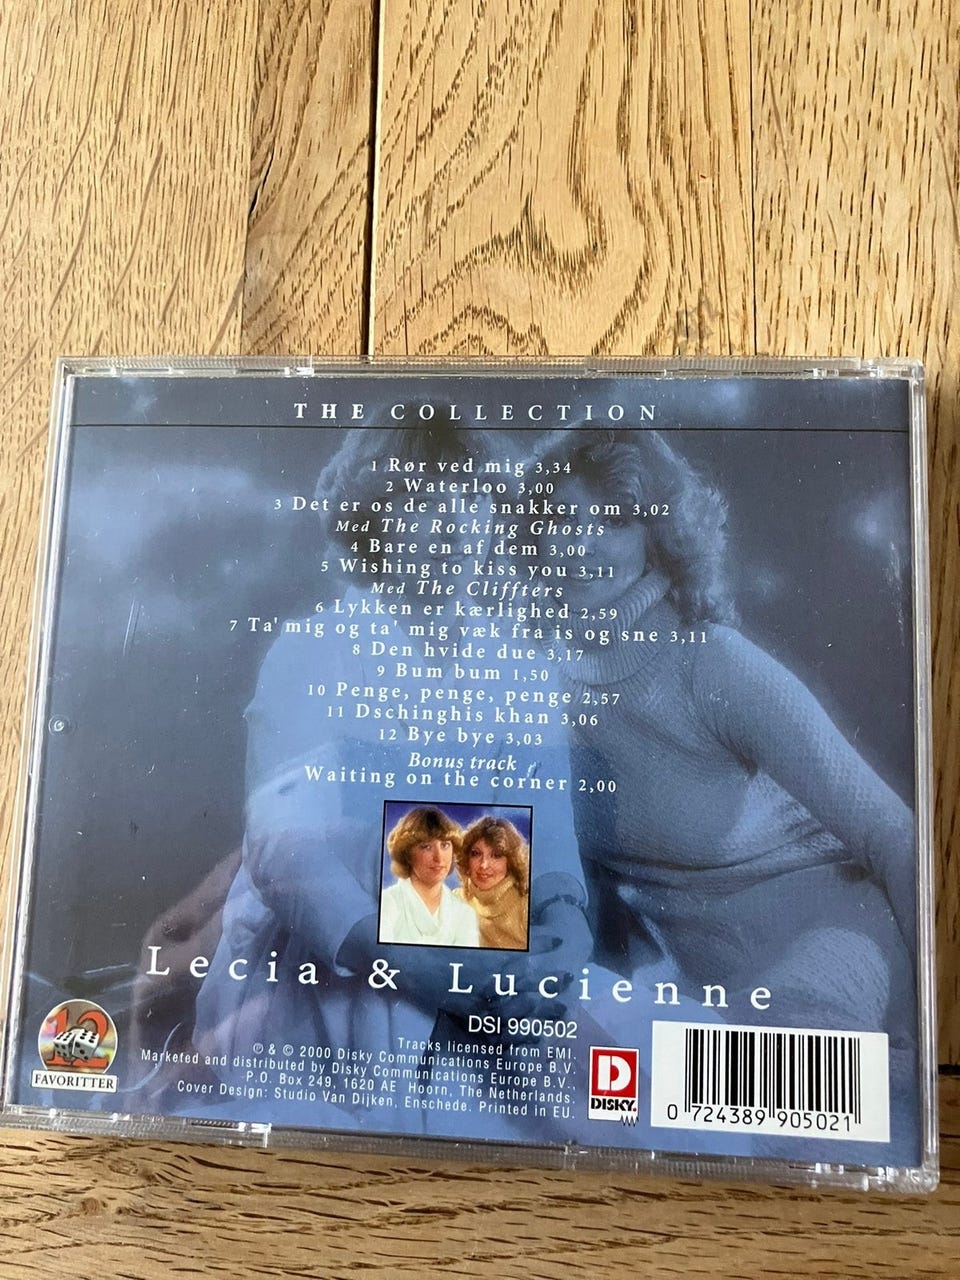 THE COLLECTION
1 Rør ved mig 3,34
2 Waterloo 3,00
3 Det er os de alle snakker om 3,02
Med The Rocking Ghosts
4 Bare en af dem 3,00
5 Wishing to kiss you 3,11
Med The Cliffters
6 Lykken er kærlighed 2,59
7 Ta' mig og ta' mig væk fra is og sne 3,11
8 Den hvide due 3,17
9 Bum bum 1,50
10 Penge, penge, penge 2,57
11 Dschinghis khan 3,06
12 Bye bye 3,03
Bonus track
Waiting on the corner 2,00
Lecia & Lucienne
DSI 990502
Tracks licensed from EMI.
℗ & © 2000 Disky Communications Europe B.V.
Marketed and distributed by Disky Communications Europe B.V.,
P.O. Box 249, 1620 AE Hoorn, The Netherlands.
Cover Design: Studio Van Dijken, Enschede. Printed in EU.
12
FAVORITTER
D
DISKY.
0 724389 905021